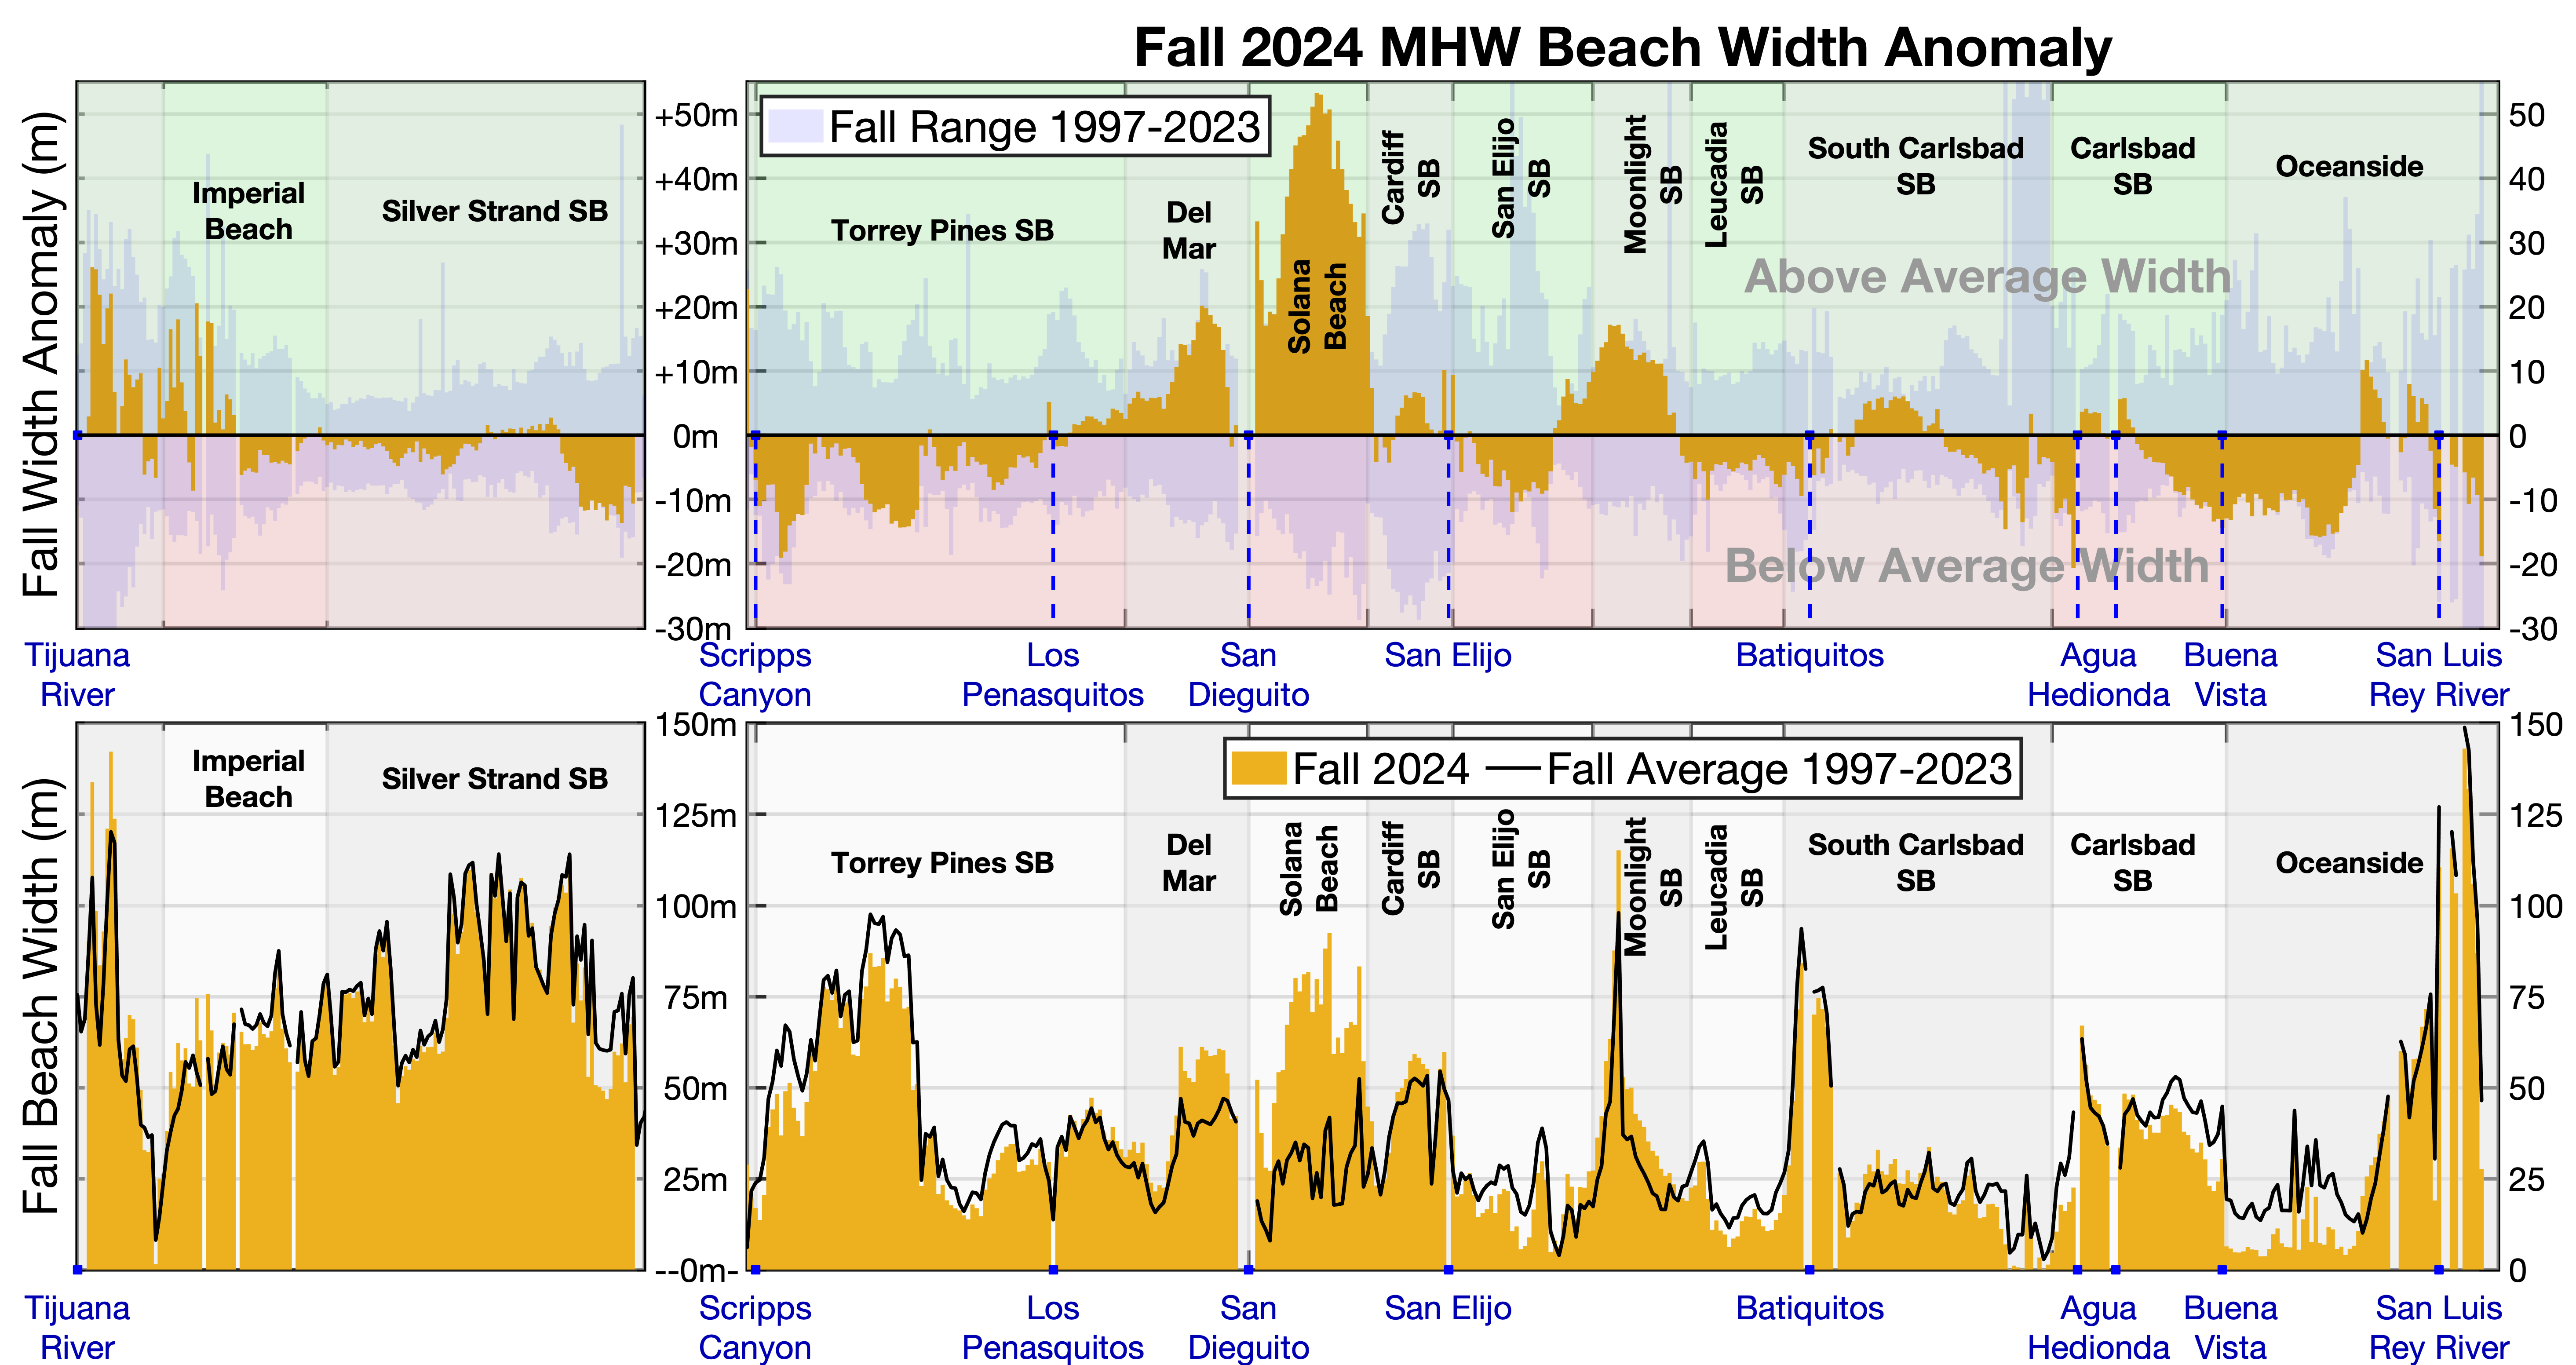 Fall 2024 MHW Beach Width Anomaly
Fall Width Anomaly (m)
+50m
+40m
+30m
+20m
+10m
0m
-10m
-20m
-30m
50
40
30
20
10
0
-10
-20
-30
Fall Range 1997-2023
Imperial
Beach
Silver Strand SB
Torrey Pines SB
Del
Mar
Solana
Beach
Cardiff
SB
San Elijo
SB
Moonlight
SB
Leucadia
SB
South Carlsbad
SB
Carlsbad
SB
Oceanside
Above Average Width
Below Average Width
Tijuana
River
Scripps
Canyon
Los
Penasquitos
San
Dieguito
San Elijo
Batiquitos
Agua
Hedionda
Buena
Vista
San Luis
Rey River
Fall Beach Width (m)
150m
125m
100m
75m
50m
25m
--0m-
150
125
100
75
50
25
0
Fall 2024
Fall Average 1997-2023
Imperial
Beach
Silver Strand SB
Torrey Pines SB
Del
Mar
Solana
Beach
Cardiff
SB
San Elijo
SB
Moonlight
SB
Leucadia
SB
South Carlsbad
SB
Carlsbad
SB
Oceanside
Tijuana
River
Scripps
Canyon
Los
Penasquitos
San
Dieguito
San Elijo
Batiquitos
Agua
Hedionda
Buena
Vista
San Luis
Rey River